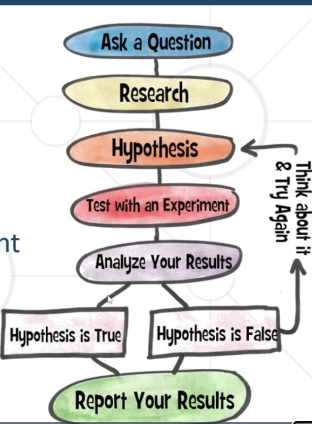 Ask a Question
Research
Hypothesis
Think about it
& Try Again
Test with an Experiment
nt
Analyze Your Results
Hypothesis is True
Hypothesis is False
Report Your Results